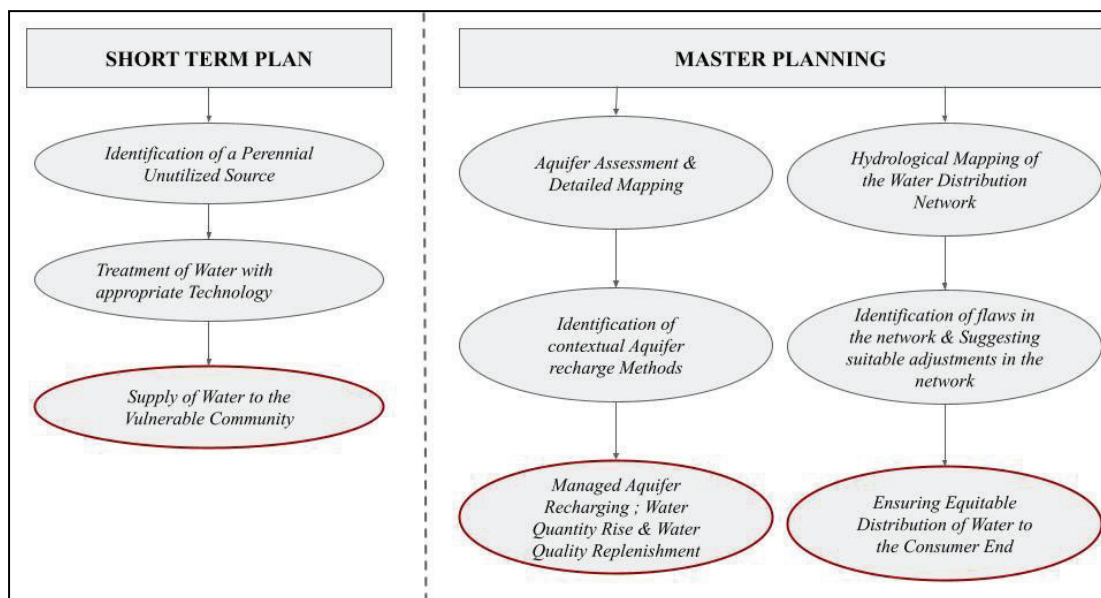 SHORT TERM PLAN
Identification of a Perennial
Unutilized Source
Treatment of Water with
appropriate Technology
Supply of Water to the
Vulnerable Community
MASTER PLANNING
Aquifer Assessment &
Detailed Mapping
Identification of
contextual Aquifer
recharge Methods
Managed Aquifer
Recharging ; Water
Quantity Rise & Water
Quality Replenishment
Hydrological Mapping of
the Water Distribution
Network
Identification of flaws in
the network & Suggesting
suitable adjustments in the
network
Ensuring Equitable
Distribution of Water to
the Consumer End